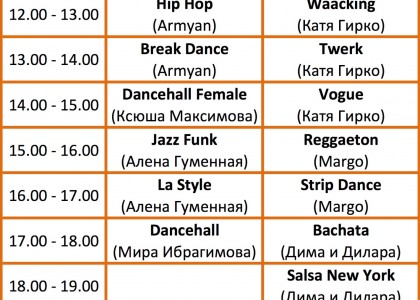 12.00 - 13.00
Hip Hop
(Armyan)
Waacking
(Катя Гирко)
13.00 - 14.00
Break Dance
(Armyan)
Twerk
(Катя Гирко)
14.00 - 15.00
Dancehall Female
(Ксюша Максимова)
Vogue
(Катя Гирко)
15.00 - 16.00
Jazz Funk
(Алена Гуменная)
Reggaeton
(Margo)
16.00 - 17.00
La Style
(Алена Гуменная)
Strip Dance
(Margo)
17.00 - 18.00
Dancehall
(Мира Ибрагимова)
Bachata
(Дима и Дилара)
18.00 - 19.00
Salsa New York
(Дима и Дилара)